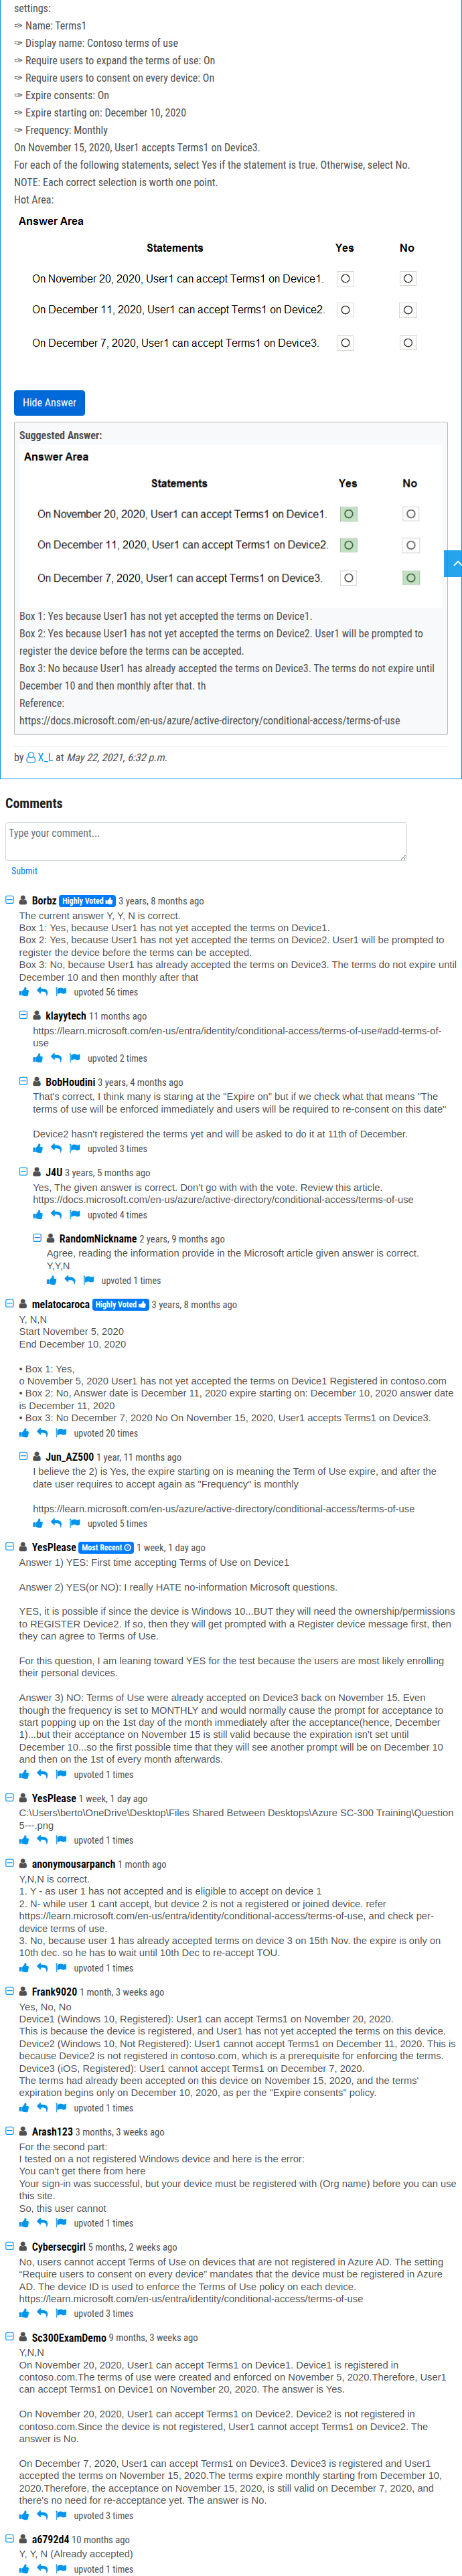 settings:
✑ Name: Terms1
✑ Display name: Contoso terms of use
✑ Require users to expand the terms of use: On
✑ Require users to consent on every device: On
✑ Expire consents: On
✑ Expire starting on: December 10, 2020
✑ Frequency: Monthly
On November 15, 2020, User1 accepts Terms1 on Device3.
For each of the following statements, select Yes if the statement is true. Otherwise, select No.
NOTE: Each correct selection is worth one point.
Hot Area:
Answer Area
Statements Yes No
On November 20, 2020, User1 can accept Terms1 on Device1.
On December 11, 2020, User1 can accept Terms1 on Device2.
On December 7, 2020, User1 can accept Terms1 on Device3.
Hide Answer
Suggested Answer:
Answer Area
Statements Yes No
On November 20, 2020, User1 can accept Terms1 on Device1.
On December 11, 2020, User1 can accept Terms1 on Device2.
On December 7, 2020, User1 can accept Terms1 on Device3.
Box 1: Yes because User1 has not yet accepted the terms on Device1.
Box 2: Yes because User1 has not yet accepted the terms on Device2. User1 will be prompted to
register the device before the terms can be accepted.
Box 3: No because User1 has already accepted the terms on Device3. The terms do not expire until
December 10 and then monthly after that. th
Reference:
https://docs.microsoft.com/en-us/azure/active-directory/conditional-access/terms-of-use
by X_L at May 22, 2021, 6:32 p.m.
Comments
Type your comment...
Submit
Borbz Highly Voted 3 years, 8 months ago
The current answer Y, Y, N is correct.
Box 1: Yes, because User1 has not yet accepted the terms on Device1.
Box 2: Yes, because User1 has not yet accepted the terms on Device2. User1 will be prompted to
register the device before the terms can be accepted.
Box 3: No, because User1 has already accepted the terms on Device3. The terms do not expire until
December 10 and then monthly after that
upvoted 56 times
klayytech 11 months ago
https://learn.microsoft.com/en-us/entra/identity/conditional-access/terms-of-use#add-terms-of-
use
upvoted 2 times
BobHoudini 3 years, 4 months ago
That's correct, I think many is staring at the "Expire on" but if we check what that means "The
terms of use will be enforced immediately and users will be required to re-consent on this date"
Device2 hasn't registered the terms yet and will be asked to do it at 11th of December.
upvoted 3 times
J4U 3 years, 5 months ago
Yes, The given answer is correct. Don't go with with the vote. Review this article.
https://docs.microsoft.com/en-us/azure/active-directory/conditional-access/terms-of-use
upvoted 4 times
RandomNickname 2 years, 9 months ago
Agree, reading the information provide in the Microsoft article given answer is correct.
Y,Y,N
upvoted 1 times
melatocaroca Highly Voted 3 years, 8 months ago
Y, N,N
Start November 5, 2020
End December 10, 2020
• Box 1: Yes,
o November 5, 2020 User1 has not yet accepted the terms on Device1 Registered in contoso.com
• Box 2: No, Answer date is December 11, 2020 expire starting on: December 10, 2020 answer date
is December 11, 2020
• Box 3: No December 7, 2020 No On November 15, 2020, User1 accepts Terms1 on Device3.
upvoted 20 times
Jun_AZ500 1 year, 11 months ago
I believe the 2) is Yes, the expire starting on is meaning the Term of Use expire, and after the
date user requires to accept again as "Frequency" is monthly
https://learn.microsoft.com/en-us/azure/active-directory/conditional-access/terms-of-use
upvoted 5 times
YesPlease Most Recent 1 week, 1 day ago
Answer 1) YES: First time accepting Terms of Use on Device1
Answer 2) YES(or NO): I really HATE no-information Microsoft questions.
YES, it is possible if since the device is Windows 10...BUT they will need the ownership/permissions
to REGISTER Device2. If so, then they will get prompted with a Register device message first, then
they can agree to Terms of Use.
For this question, I am leaning toward YES for the test because the users are most likely enrolling
their personal devices.
Answer 3) NO: Terms of Use were already accepted on Device3 back on November 15. Even
though the frequency is set to MONTHLY and would normally cause the prompt for acceptance to
start popping up on the 1st day of the month immediately after the acceptance(hence, December
1)...but their acceptance on November 15 is still valid because the expiration isn't set until
December 10...so the first possible time that they will see another prompt will be on December 10
and then on the 1st of every month afterwards.
upvoted 1 times
YesPlease 1 week, 1 day ago
C:\Users\berto\OneDrive\Desktop\Files Shared Between Desktops\Azure SC-300 Training\Question
5---.png
upvoted 1 times
anonymousarpanch 1 month ago
Y,N,N is correct.
1. Y - as user 1 has not accepted and is eligible to accept on device 1
2. N- while user 1 cant accept, but device 2 is not a registered or joined device. refer
https://learn.microsoft.com/en-us/entra/identity/conditional-access/terms-of-use, and check per-
device terms of use.
3. No, because user 1 has already accepted terms on device 3 on 15th Nov. the expire is only on
10th dec. so he has to wait until 10th Dec to re-accept TOU.
upvoted 1 times
Frank9020 1 month, 3 weeks ago
Yes, No, No
Device1 (Windows 10, Registered): User1 can accept Terms1 on November 20, 2020.
This is because the device is registered, and User1 has not yet accepted the terms on this device.
Device2 (Windows 10, Not Registered): User1 cannot accept Terms1 on December 11, 2020. This is
because Device2 is not registered in contoso.com, which is a prerequisite for enforcing the terms.
Device3 (iOS, Registered): User1 cannot accept Terms1 on December 7, 2020.
The terms had already been accepted on this device on November 15, 2020, and the terms'
expiration begins only on December 10, 2020, as per the "Expire consents" policy.
upvoted 1 times
Arash123 3 months, 3 weeks ago
For the second part:
I tested on a not registered Windows device and here is the error:
You can't get there from here
Your sign-in was successful, but your device must be registered with (Org name) before you can use
this site.
So, this user cannot
upvoted 1 times
Cybersecgirl 5 months, 2 weeks ago
No, users cannot accept Terms of Use on devices that are not registered in Azure AD. The setting
“Require users to consent on every device” mandates that the device must be registered in Azure
AD. The device ID is used to enforce the Terms of Use policy on each device.
https://learn.microsoft.com/en-us/entra/identity/conditional-access/terms-of-use
upvoted 3 times
Sc300ExamDemo 9 months, 3 weeks ago
Y,N,N
On November 20, 2020, User1 can accept Terms1 on Device1. Device1 is registered in
contoso.com.The terms of use were created and enforced on November 5, 2020.Therefore, User1
can accept Terms1 on Device1 on November 20, 2020. The answer is Yes.
On November 20, 2020, User1 can accept Terms1 on Device2. Device2 is not registered in
contoso.com.Since the device is not registered, User1 cannot accept Terms1 on Device2. The
answer is No.
On December 7, 2020, User1 can accept Terms1 on Device3. Device3 is registered and User1
accepted the terms on November 15, 2020.The terms expire monthly starting from December 10,
2020.Therefore, the acceptance on November 15, 2020, is still valid on December 7, 2020, and
there's no need for re-acceptance yet. The answer is No.
upvoted 3 times
a6792d4 10 months ago
Y, Y, N (Already accepted)
upvoted 1 times